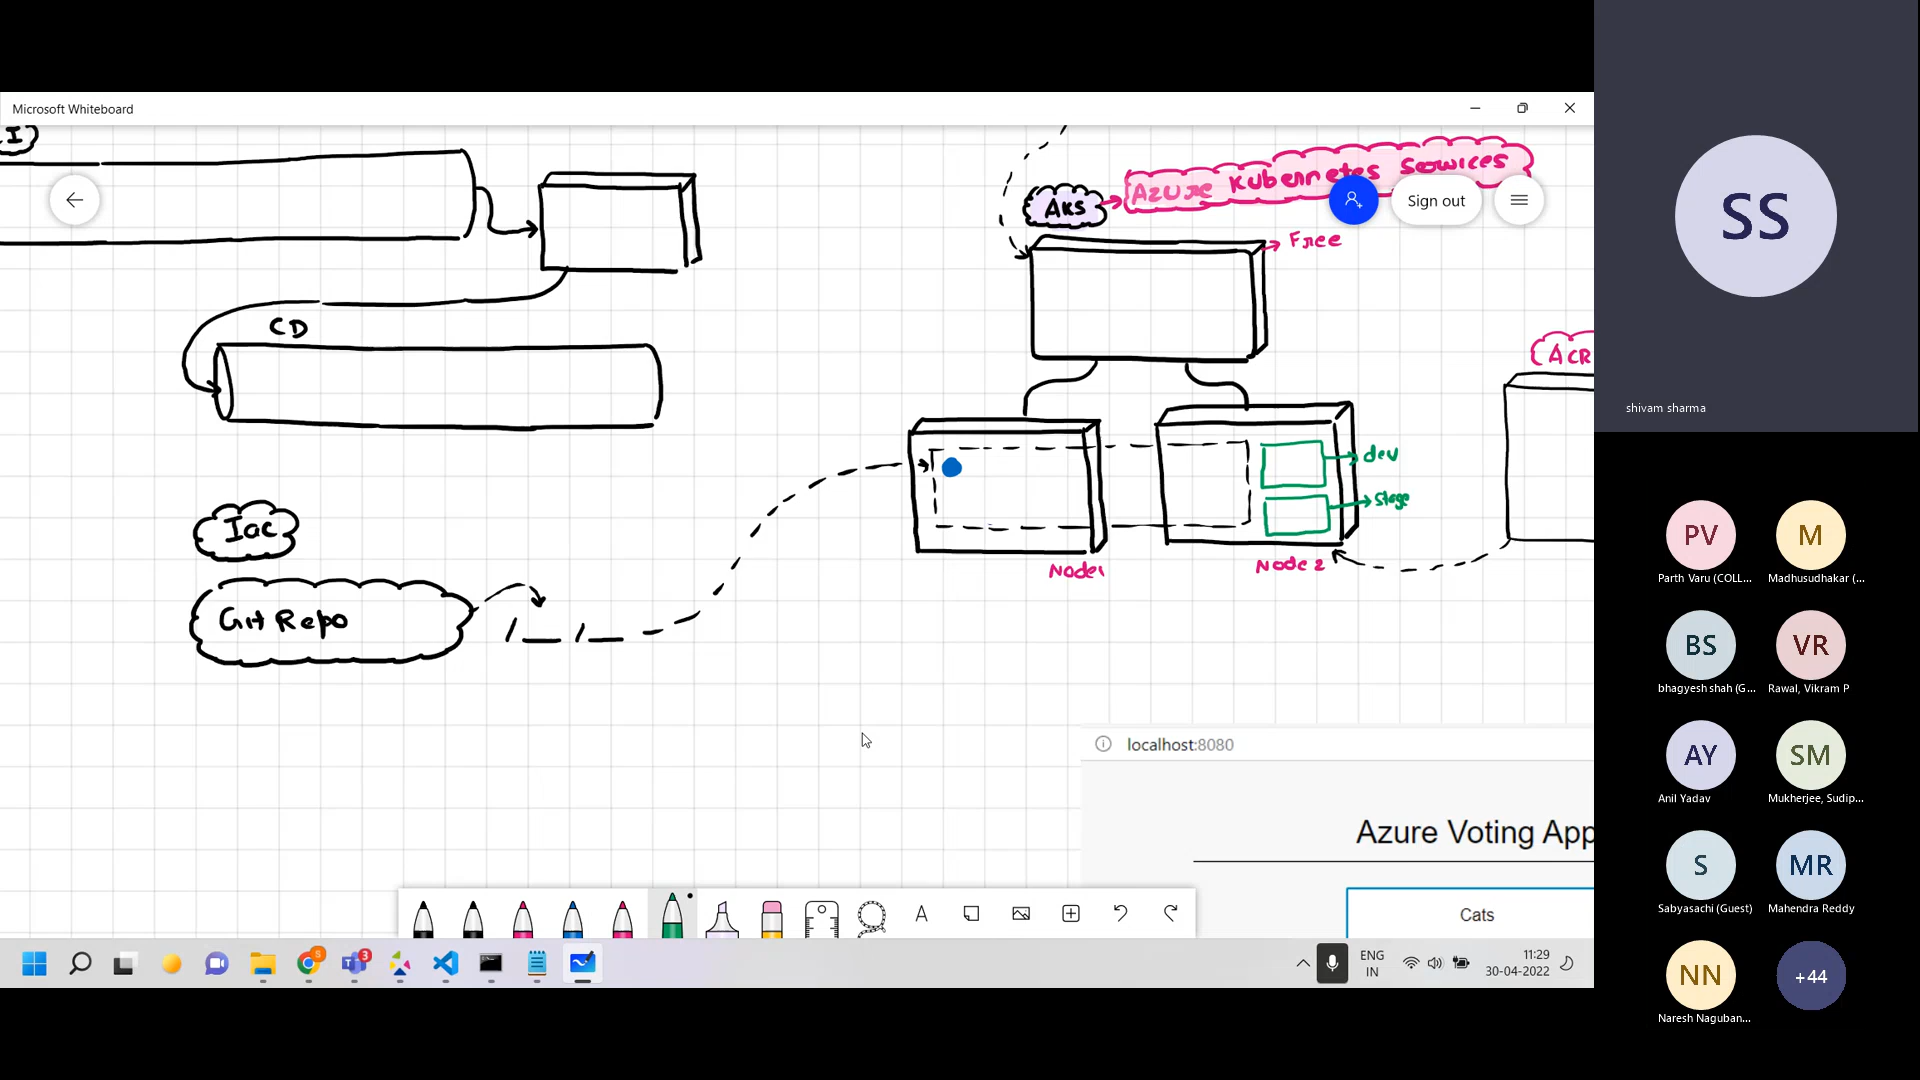 Microsoft Whiteboard
CI
Azure Kubernetes Services
AKS
Sign out
Free
CD
ACR
dev
stage
Iac
Node1
Node 2
Git Repo
localhost:8080
Azure Voting App
Cats
ENG
IN
11:29
30-04-2022
SS
shivam sharma
PV
M
Parth Varu (COLL...
Madhusudhakar (...
BS
VR
bhagyesh shah (G...
Rawal, Vikram P
AY
SM
Anil Yadav
Mukherjee, Sudip...
S
MR
Sabyasachi (Guest)
Mahendra Reddy
NN
+44
Naresh Naguban...